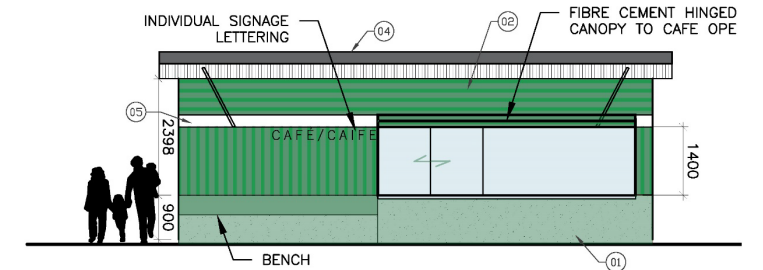 INDIVIDUAL SIGNAGE
LETTERING
04
02
FIBRE CEMENT HINGED
CANOPY TO CAFE OPE
05
2398
CAFÉ/CAIFE
1400
900
BENCH
01